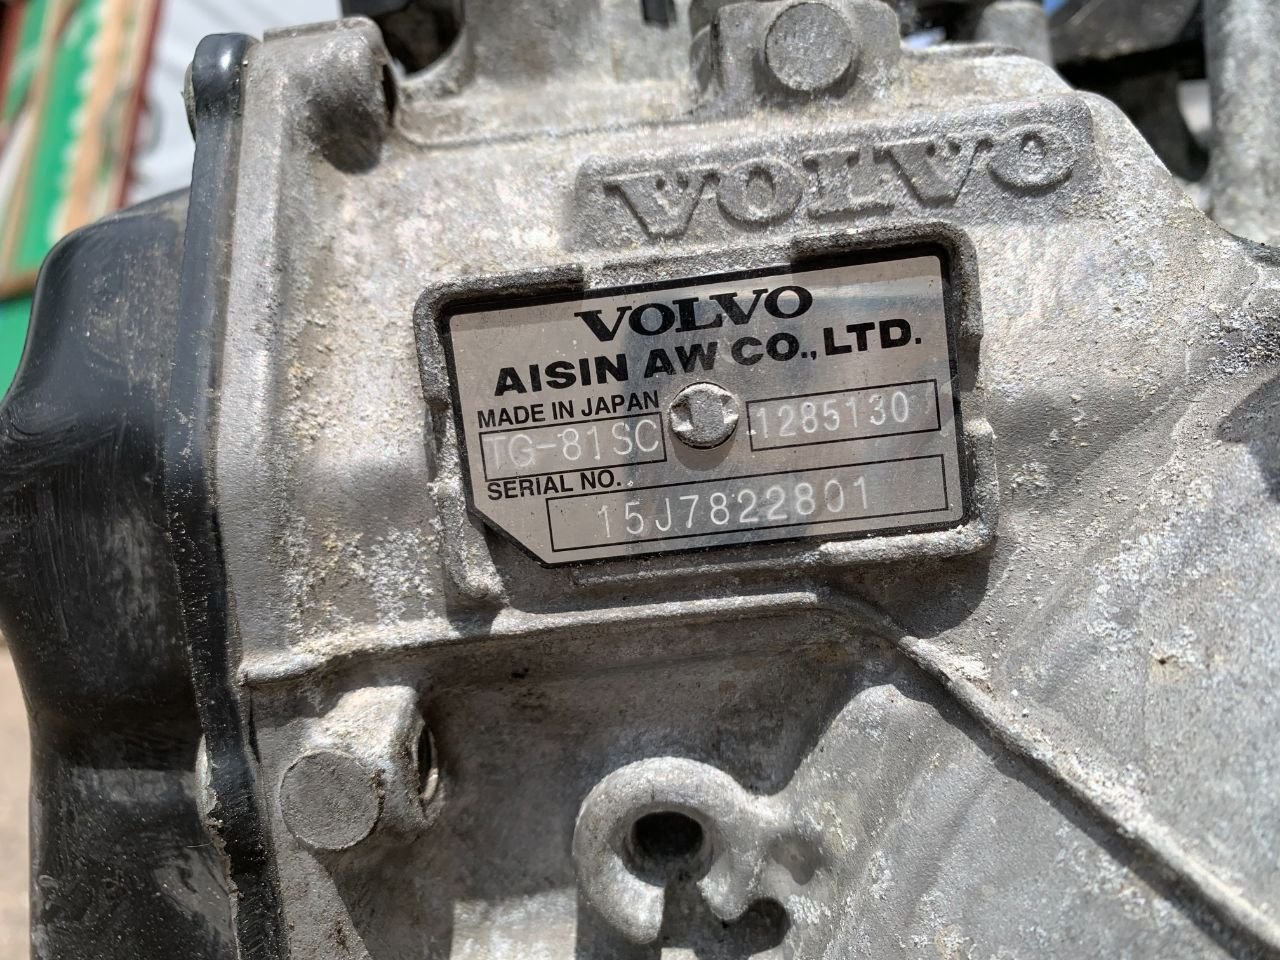 VOLVO
VOLVO
AISIN AW CO., LTD.
MADE IN JAPAN
TG-81SC 1285130
SERIAL NO.
15J7822801